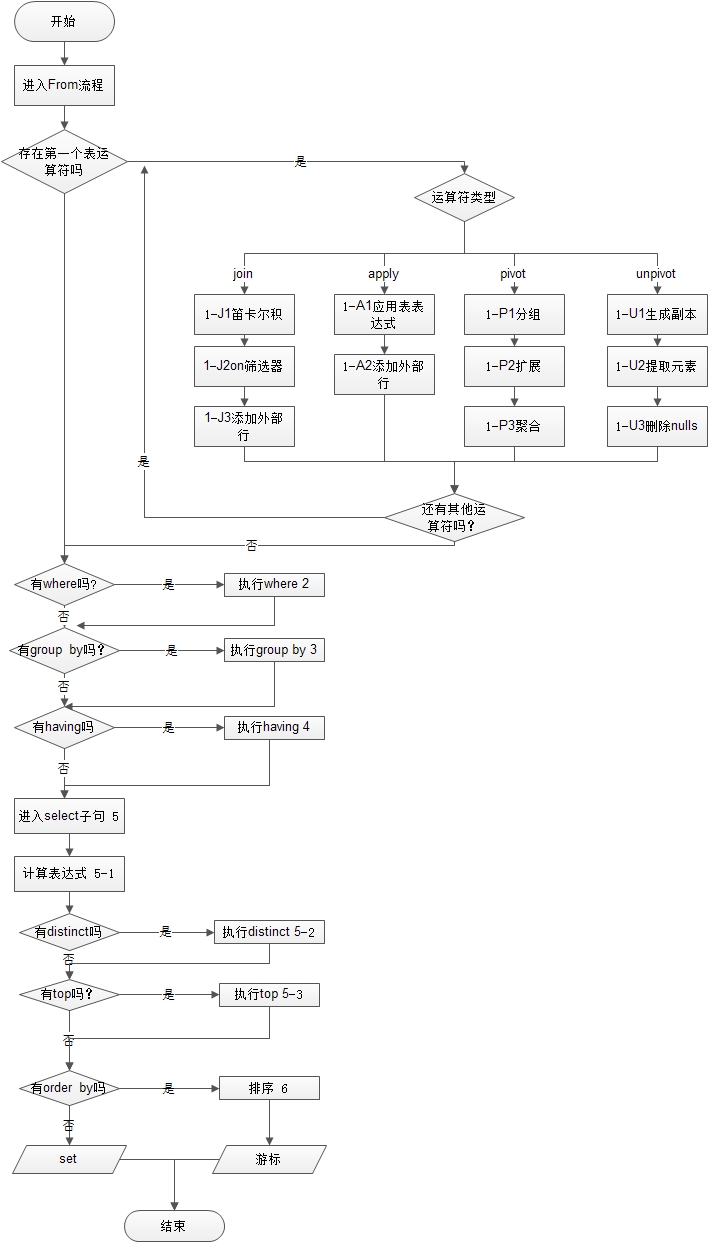 开始
进入From流程
存在第一个表运
算符吗
是
运算符类型
join
apply
pivot
unpivot
1-J1笛卡尔积
1-A1应用表表
达式
1-P1分组
1-U1生成副本
1-J2on筛选器
1-A2添加外部
行
1-P2扩展
1-U2提取元素
1-J3添加外部
行
1-P3聚合
1-U3删除nulls
是
还有其他运
算符吗?
否
有where吗?
是
执行where 2
否
有group by吗?
是
执行group by 3
否
有having吗
是
执行having 4
否
进入select子句 5
计算表达式 5-1
有distinct吗
是
执行distinct 5-2
否
有top吗?
是
执行top 5-3
否
有order by吗
是
排序 6
否
set
游标
结束